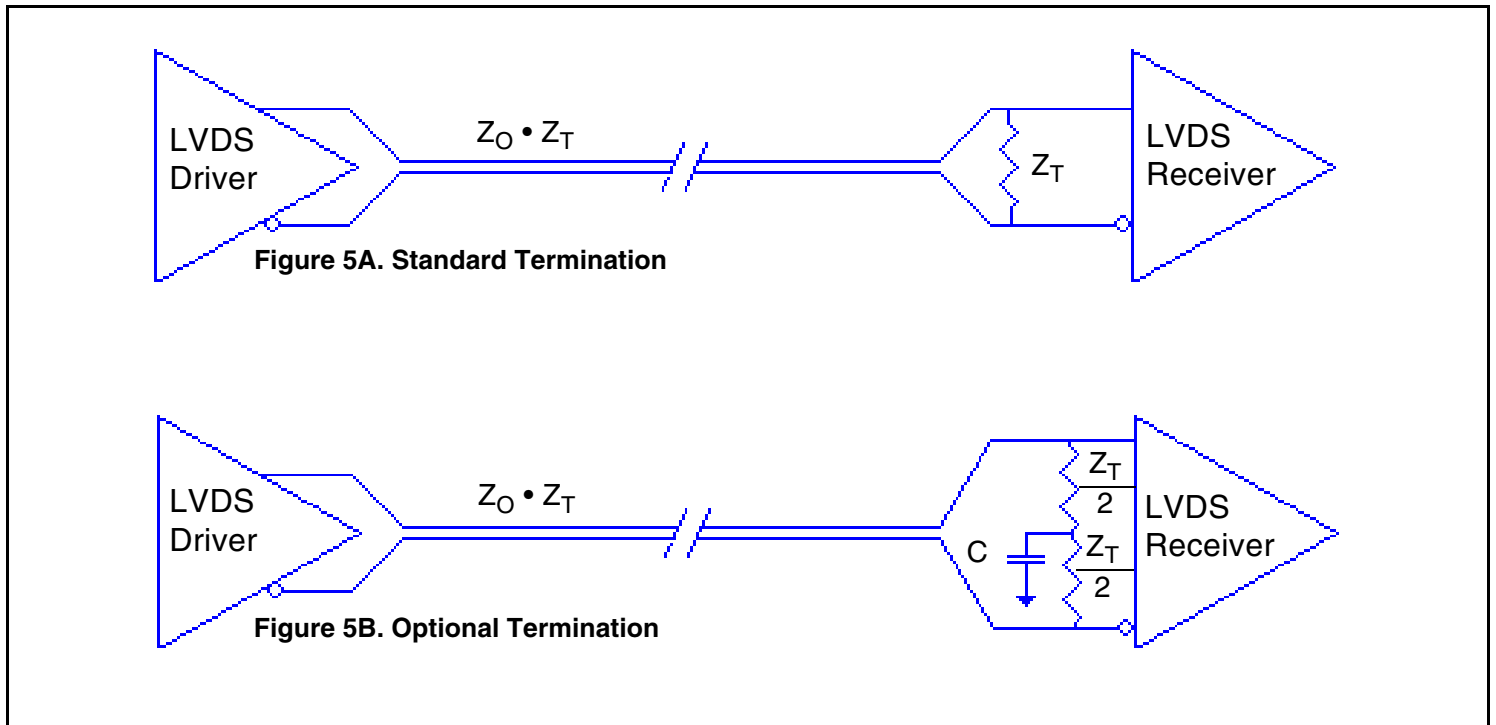 LVDS
Driver
Z_O • Z_T
Z_T
LVDS
Receiver
Figure 5A. Standard Termination
LVDS
Driver
Z_O • Z_T
C
Z_T
2
Z_T
2
LVDS
Receiver
Figure 5B. Optional Termination